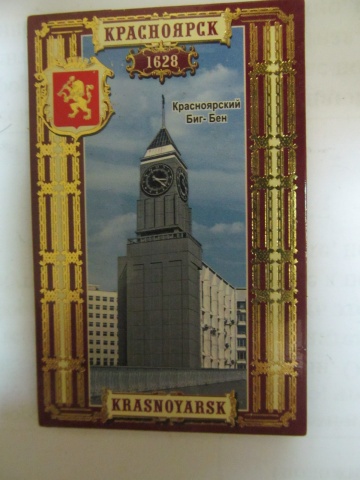 КРАСНОЯРСК
1628
Красноярский
Биг- Бен
KRASNOYARSK